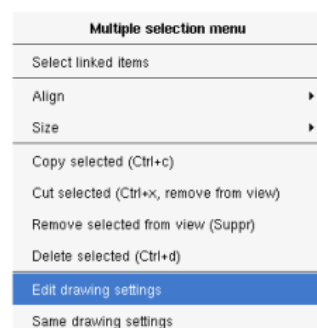 Multiple selection menu
Select linked items
Align
Size
Copy selected (Ctrl+c)
Cut selected (Ctrl+x, remove from view)
Remove selected from view (Suppr)
Delete selected (Ctrl+d)
Edit drawing settings
Same drawing settings